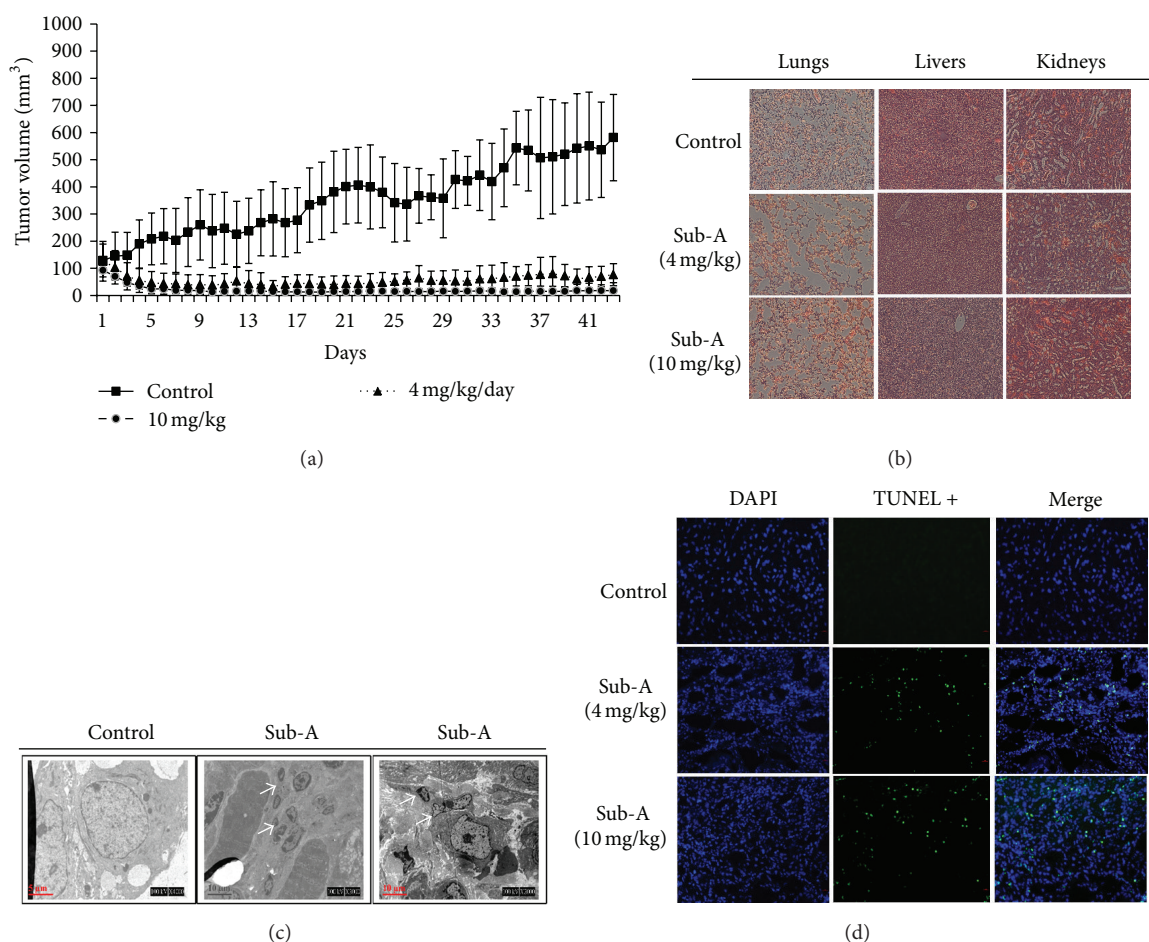 1000
900
800
700
600
500
400
300
200
100
0
Tumor volume (mm³)
1 5 9 13 17 21 25 29 33 37 41
Days
Control
4 mg/kg/day
10 mg/kg
(a)
Lungs Livers Kidneys
Control
Sub-A
(4 mg/kg)
Sub-A
(10 mg/kg)
(b)
Control Sub-A Sub-A
10 µm
10 µm
(c)
DAPI TUNEL + Merge
Control
Sub-A
(4 mg/kg)
Sub-A
(10 mg/kg)
(d)